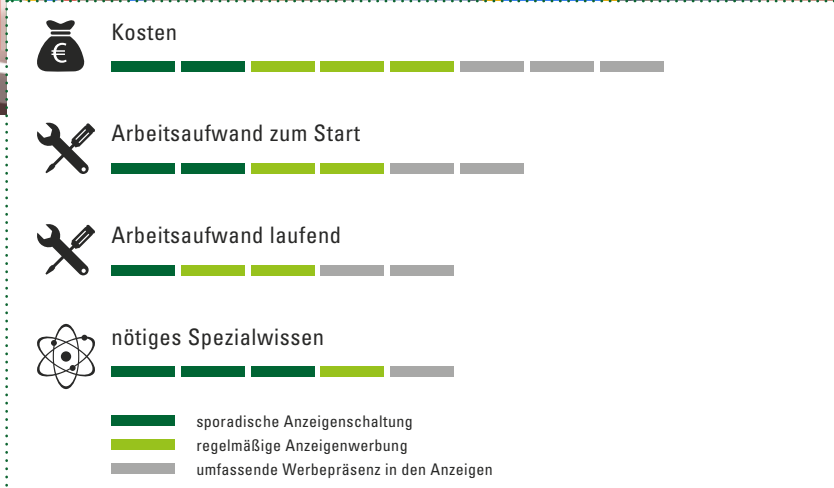 €
Kosten
Arbeitsaufwand zum Start
Arbeitsaufwand laufend
nötiges Spezialwissen
sporadische Anzeigenschaltung
regelmäßige Anzeigenwerbung
umfassende Werbepräsenz in den Anzeigen